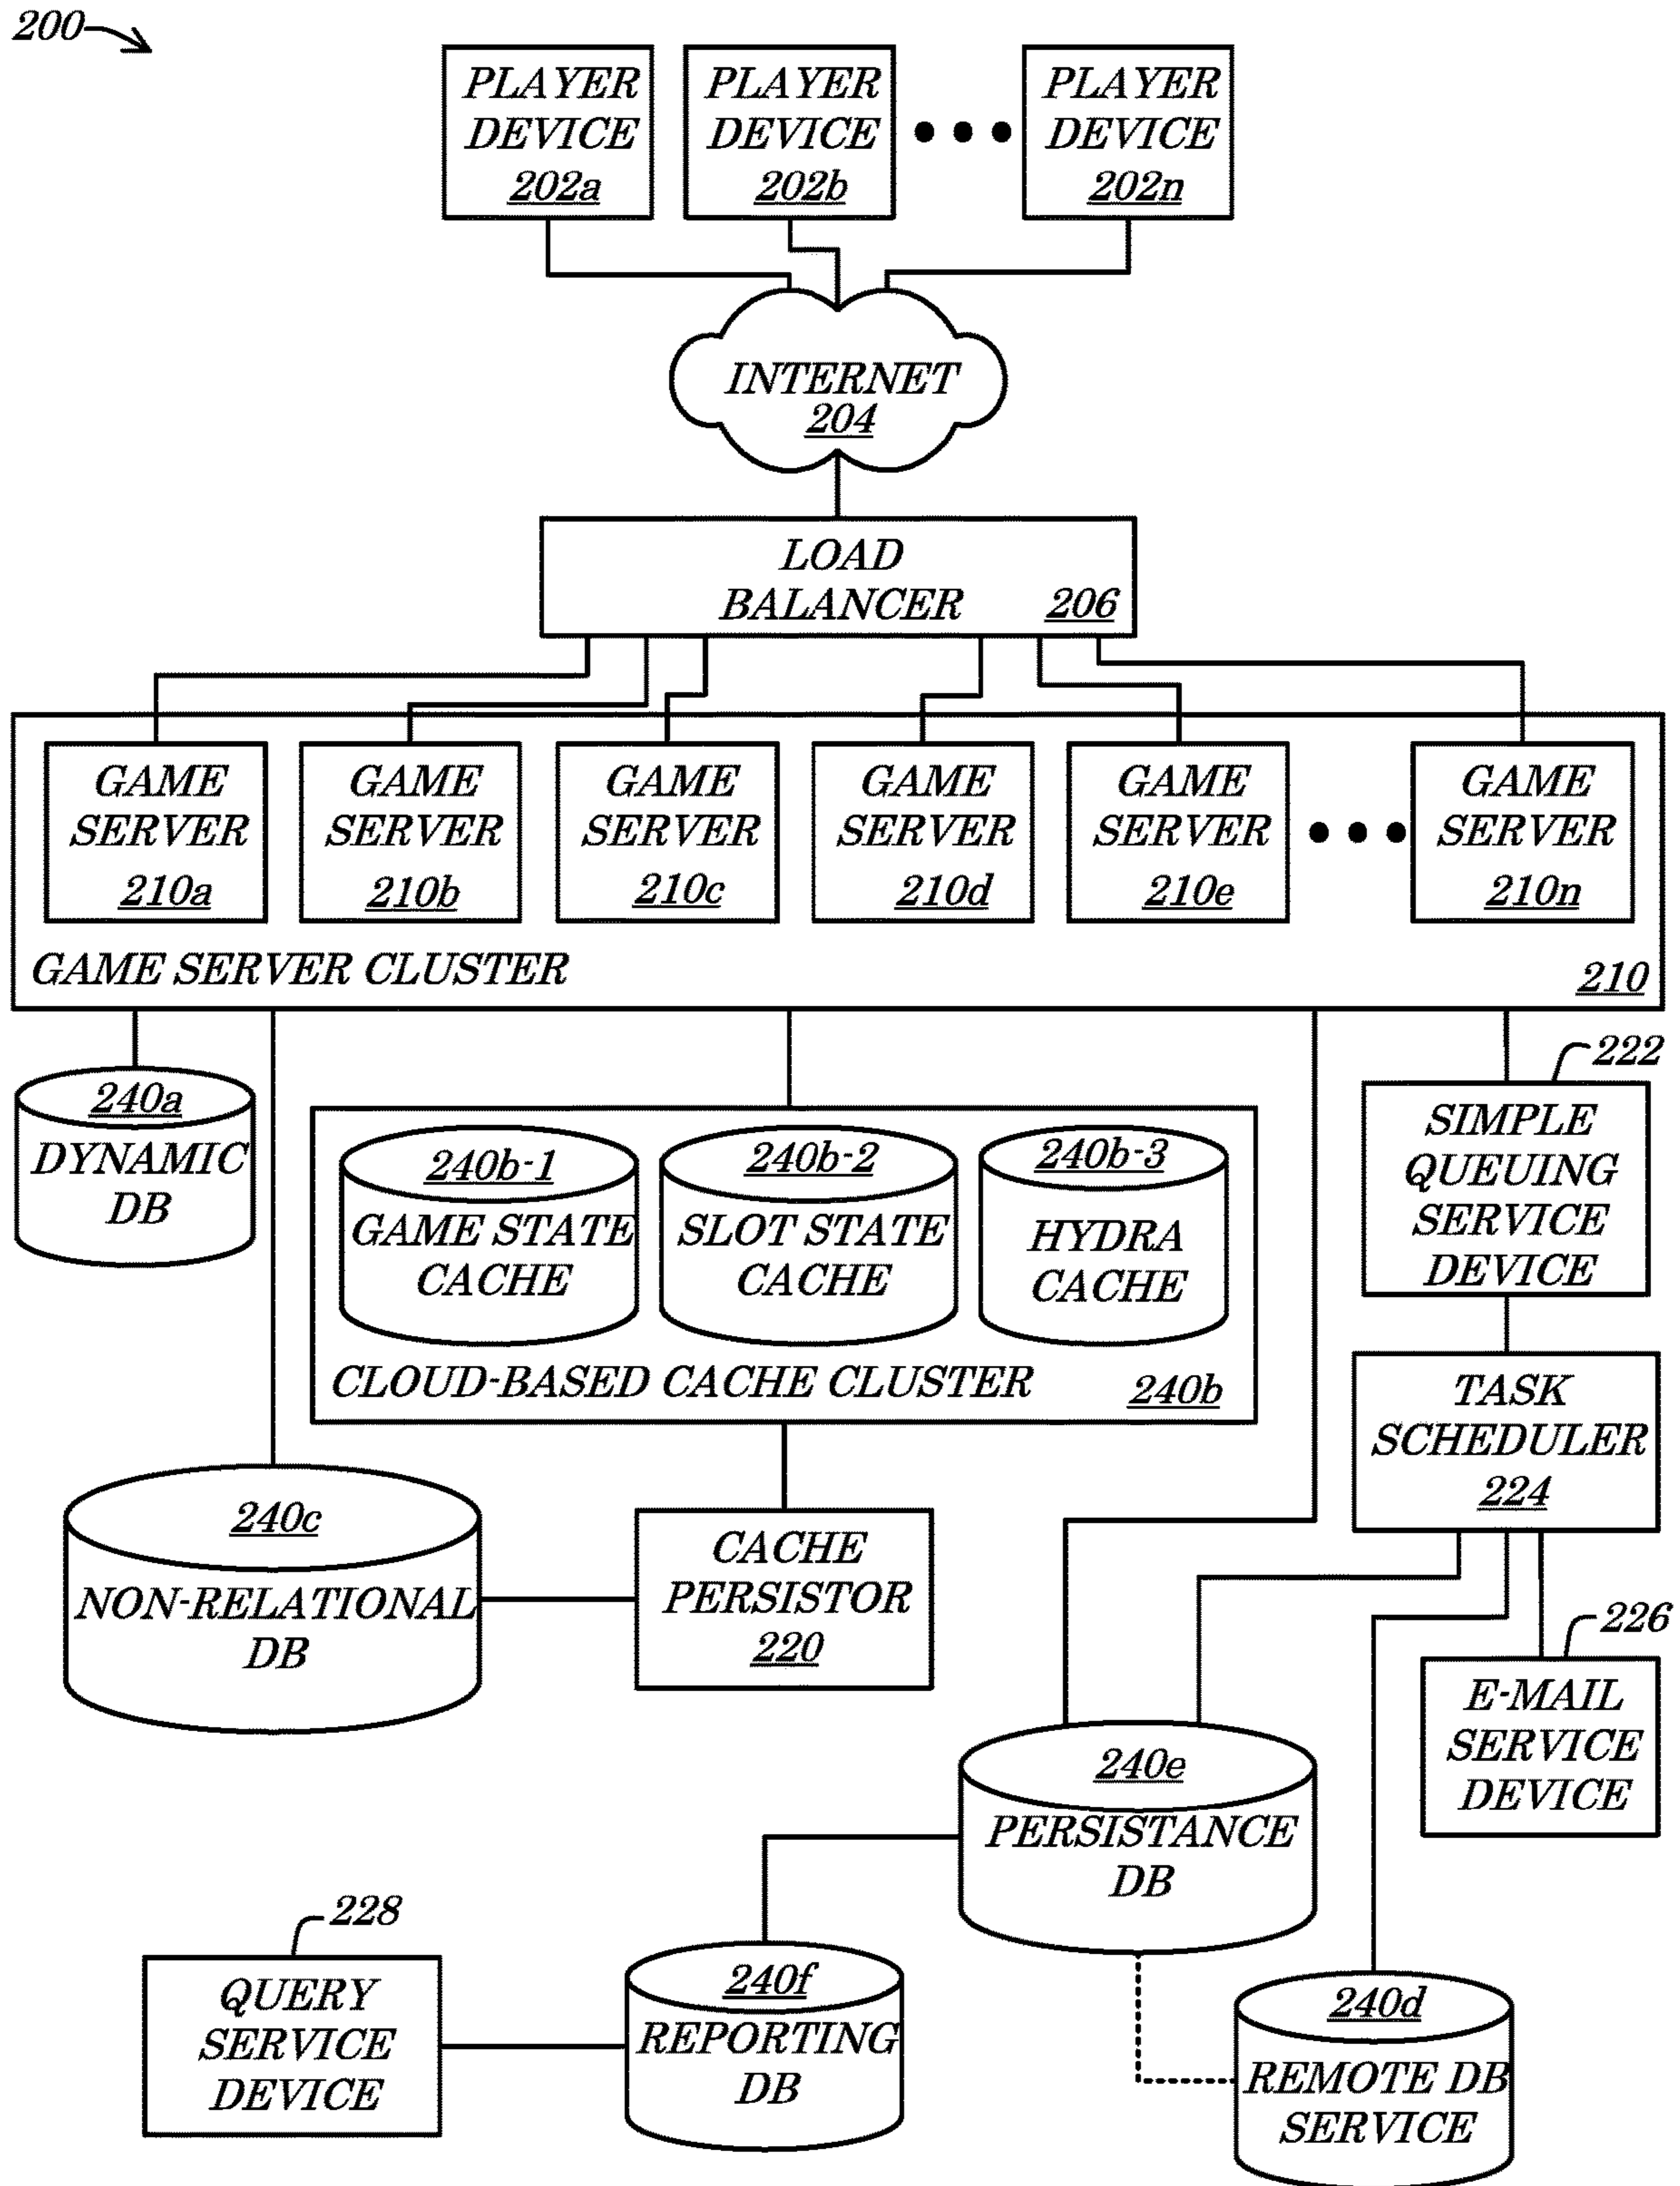 200
PLAYER
DEVICE
202a
PLAYER
DEVICE
202b
PLAYER
DEVICE
202n
INTERNET
204
LOAD
BALANCER
206
GAME
SERVER
210a
GAME
SERVER
210b
GAME
SERVER
210c
GAME
SERVER
210d
GAME
SERVER
210e
GAME
SERVER
210n
GAME SERVER CLUSTER
210
240a
DYNAMIC
DB
240b-1
GAME STATE
CACHE
240b-2
SLOT STATE
CACHE
240b-3
HYDRA
CACHE
CLOUD-BASED CACHE CLUSTER
240b
222
SIMPLE
QUEUING
SERVICE
DEVICE
TASK
SCHEDULER
224
240c
NON-RELATIONAL
DB
CACHE
PERSISTOR
220
226
E-MAIL
SERVICE
DEVICE
240e
PERSISTANCE
DB
228
QUERY
SERVICE
DEVICE
240f
REPORTING
DB
240d
REMOTE DB
SERVICE